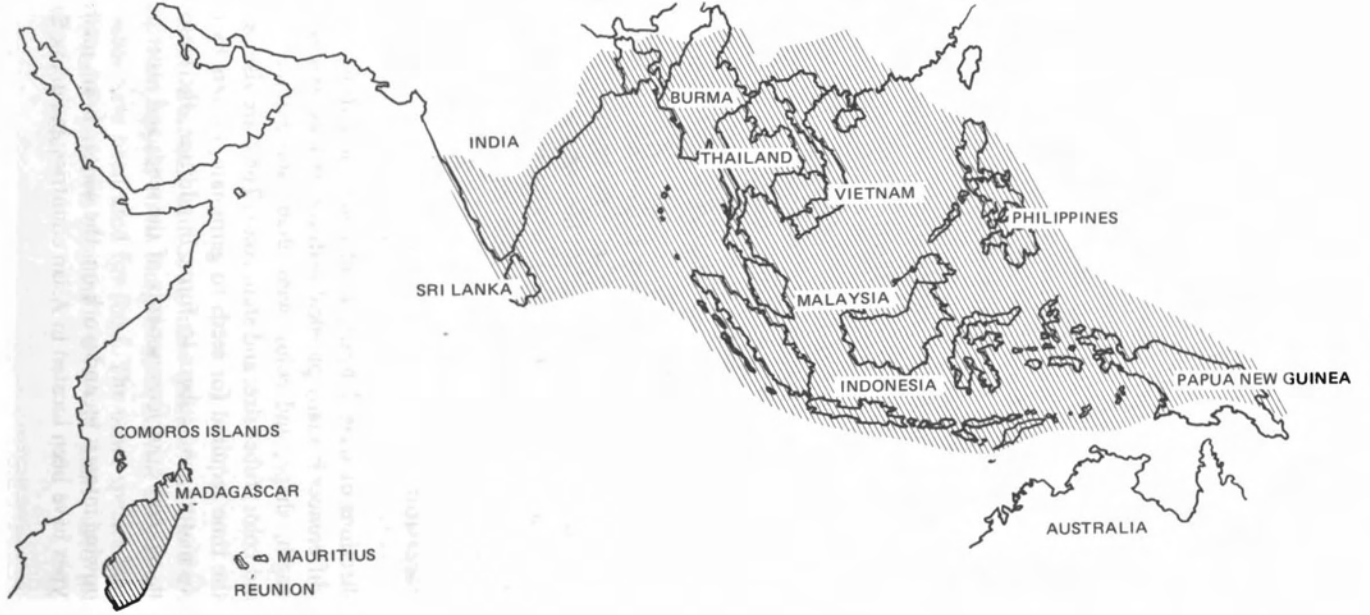 BURMA
INDIA
THAILAND
VIETNAM
PHILIPPINES
SRI LANKA
MALAYSIA
INDONESIA
PAPUA NEW GUINEA
COMOROS ISLANDS
MADAGASCAR
AUSTRALIA
MAURITIUS
REUNION